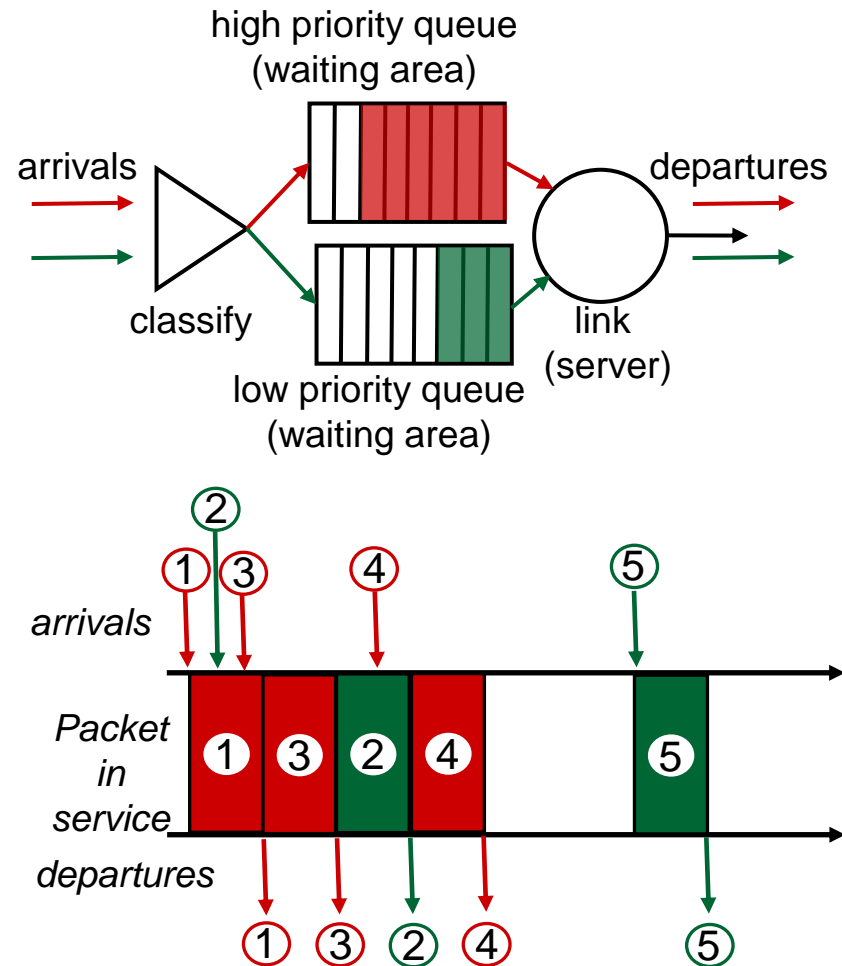 high priority queue
(waiting area)
arrivals
departures
classify
link
(server)
low priority queue
(waiting area)
2
1
3
4
5
arrivals
Packet
in
service
1
3
2
4
5
departures
1
3
2
4
5